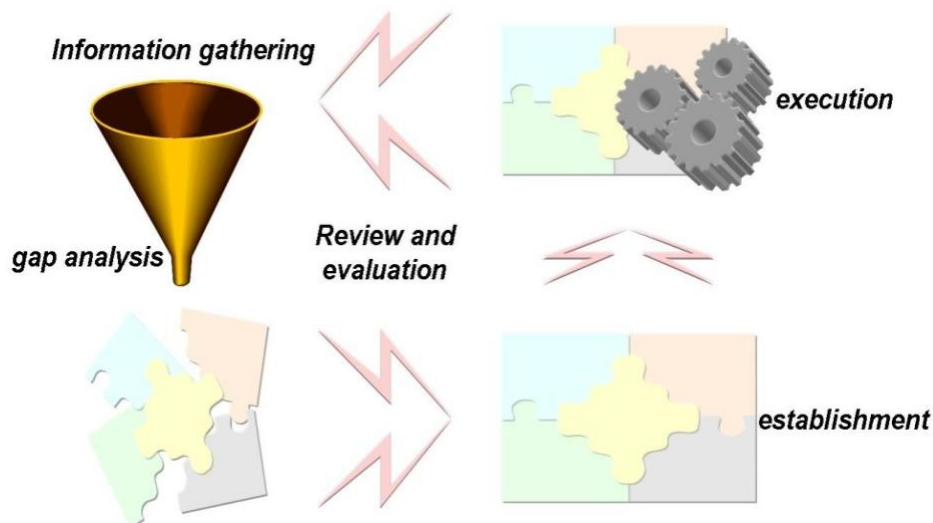 Information gathering
execution
Review and
evaluation
gap analysis
establishment